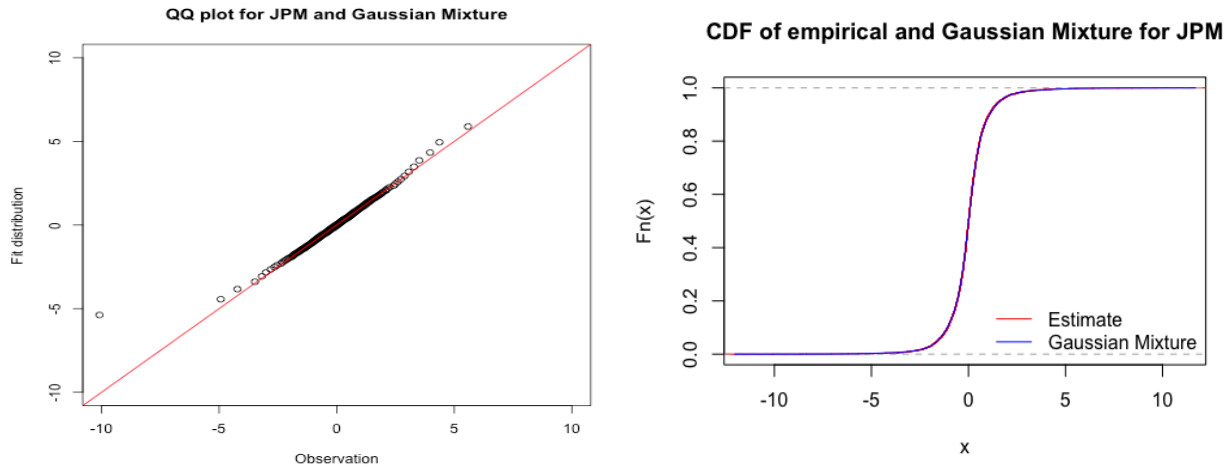 QQ plot for JPM and Gaussian Mixture
Fit distribution
10
5
0
-5
-10
-10
-5
0
5
10
Observation
CDF of empirical and Gaussian Mixture for JPM
Fn(x)
1.0
0.8
0.6
0.4
0.2
0.0
Estimate
Gaussian Mixture
-10
-5
0
5
10
x